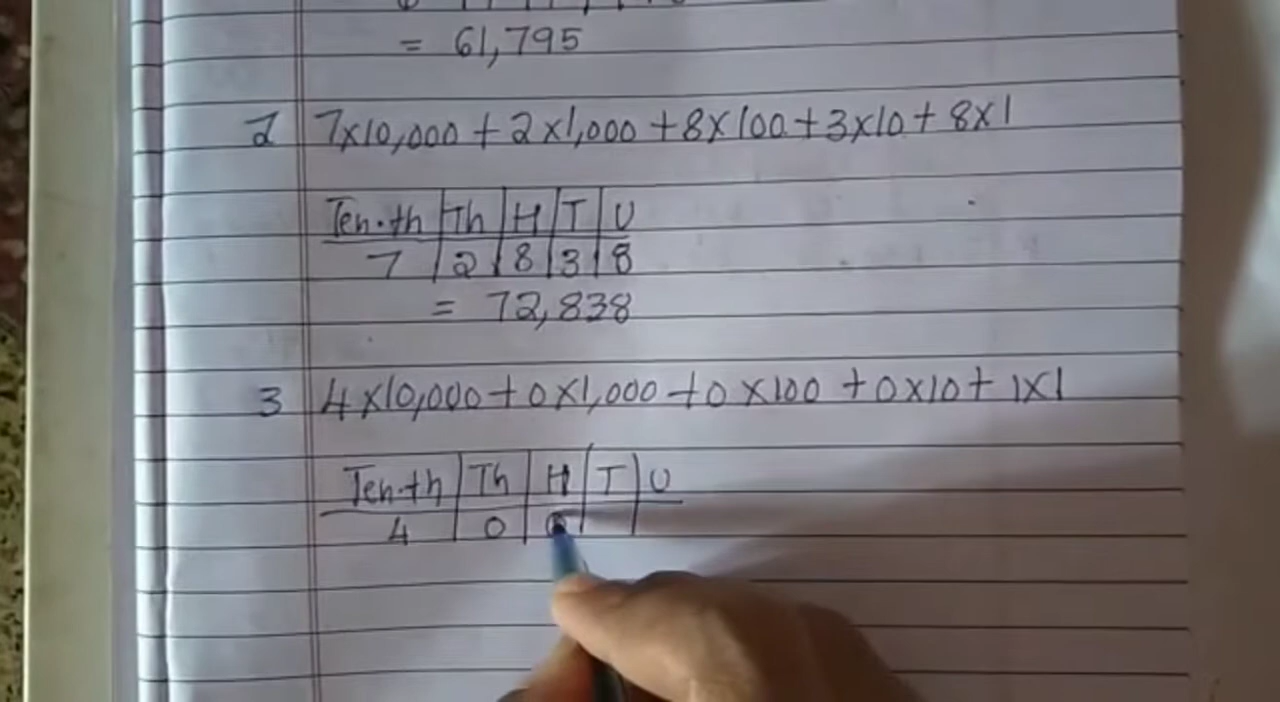 = 61,795
2 7x10,000 + 2x1,000 + 8x100 + 3x10 + 8x1
Ten.th Th H T U
7 2 8 3 8
= 72,838
3 4x10,000 + 0x1,000 + 0x100 + 0x10 + 1x1
Ten.th Th H T U
4 0 0